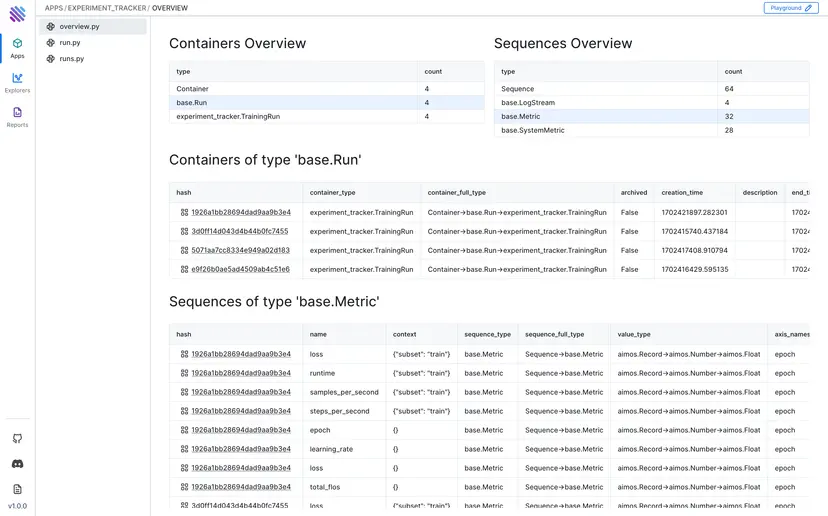 APPS / EXPERIMENT_TRACKER / OVERVIEW
Playground
Apps
Explorers
Reports
v1.0.0
overview.py
run.py
runs.py
Containers Overview
type count
Container 4
base.Run 4
experiment_tracker.TrainingRun 4
Sequences Overview
type count
Sequence 64
base.LogStream 4
base.Metric 32
base.SystemMetric 28
Containers of type 'base.Run'
hash container_type container_full_type archived creation_time description end_ti
1926a1bb28694dad9aa9b3e4 experiment_tracker.TrainingRun Container→base.Run→experiment_tracker.TrainingRun False 1702421897.282301 17024
3d0ff14d043d4b44b0fc7455 experiment_tracker.TrainingRun Container→base.Run→experiment_tracker.TrainingRun False 1702415740.437184 17024
5071aa7cc8334e949a02d183 experiment_tracker.TrainingRun Container→base.Run→experiment_tracker.TrainingRun False 1702417408.910794 17024
e9f26b0ae5ad4509ab4c51e6 experiment_tracker.TrainingRun Container→base.Run→experiment_tracker.TrainingRun False 1702416429.595135 17024
Sequences of type 'base.Metric'
hash name context sequence_type sequence_full_type value_type axis_names
1926a1bb28694dad9aa9b3e4 loss {"subset": "train"} base.Metric Sequence→base.Metric aimos.Record→aimos.Number→aimos.Float epoch
1926a1bb28694dad9aa9b3e4 runtime {"subset": "train"} base.Metric Sequence→base.Metric aimos.Record→aimos.Number→aimos.Float epoch
1926a1bb28694dad9aa9b3e4 samples_per_second {"subset": "train"} base.Metric Sequence→base.Metric aimos.Record→aimos.Number→aimos.Float epoch
1926a1bb28694dad9aa9b3e4 steps_per_second {"subset": "train"} base.Metric Sequence→base.Metric aimos.Record→aimos.Number→aimos.Float epoch
1926a1bb28694dad9aa9b3e4 epoch {} base.Metric Sequence→base.Metric aimos.Record→aimos.Number→aimos.Float epoch
1926a1bb28694dad9aa9b3e4 learning_rate {} base.Metric Sequence→base.Metric aimos.Record→aimos.Number→aimos.Float epoch
1926a1bb28694dad9aa9b3e4 loss {} base.Metric Sequence→base.Metric aimos.Record→aimos.Number→aimos.Float epoch
1926a1bb28694dad9aa9b3e4 total_flos {} base.Metric Sequence→base.Metric aimos.Record→aimos.Number→aimos.Float epoch
3d0ff14d043d4b44b0fc7455 loss {"subset": "train"} base.Metric Sequence→base.Metric aimos.Record→aimos.Number→aimos.Float epoch